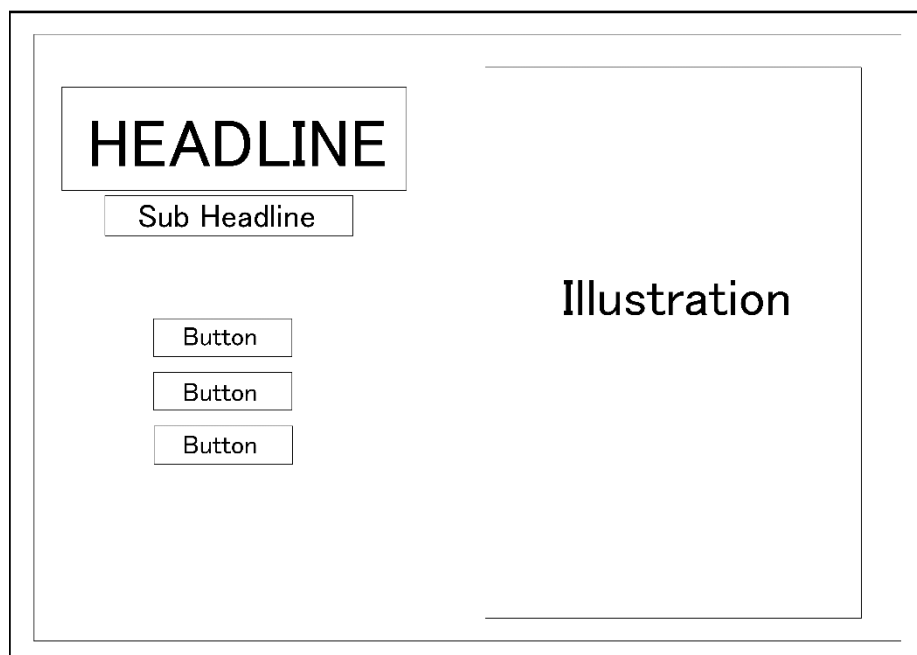 HEADLINE
Sub Headline
Button
Button
Button
Illustration